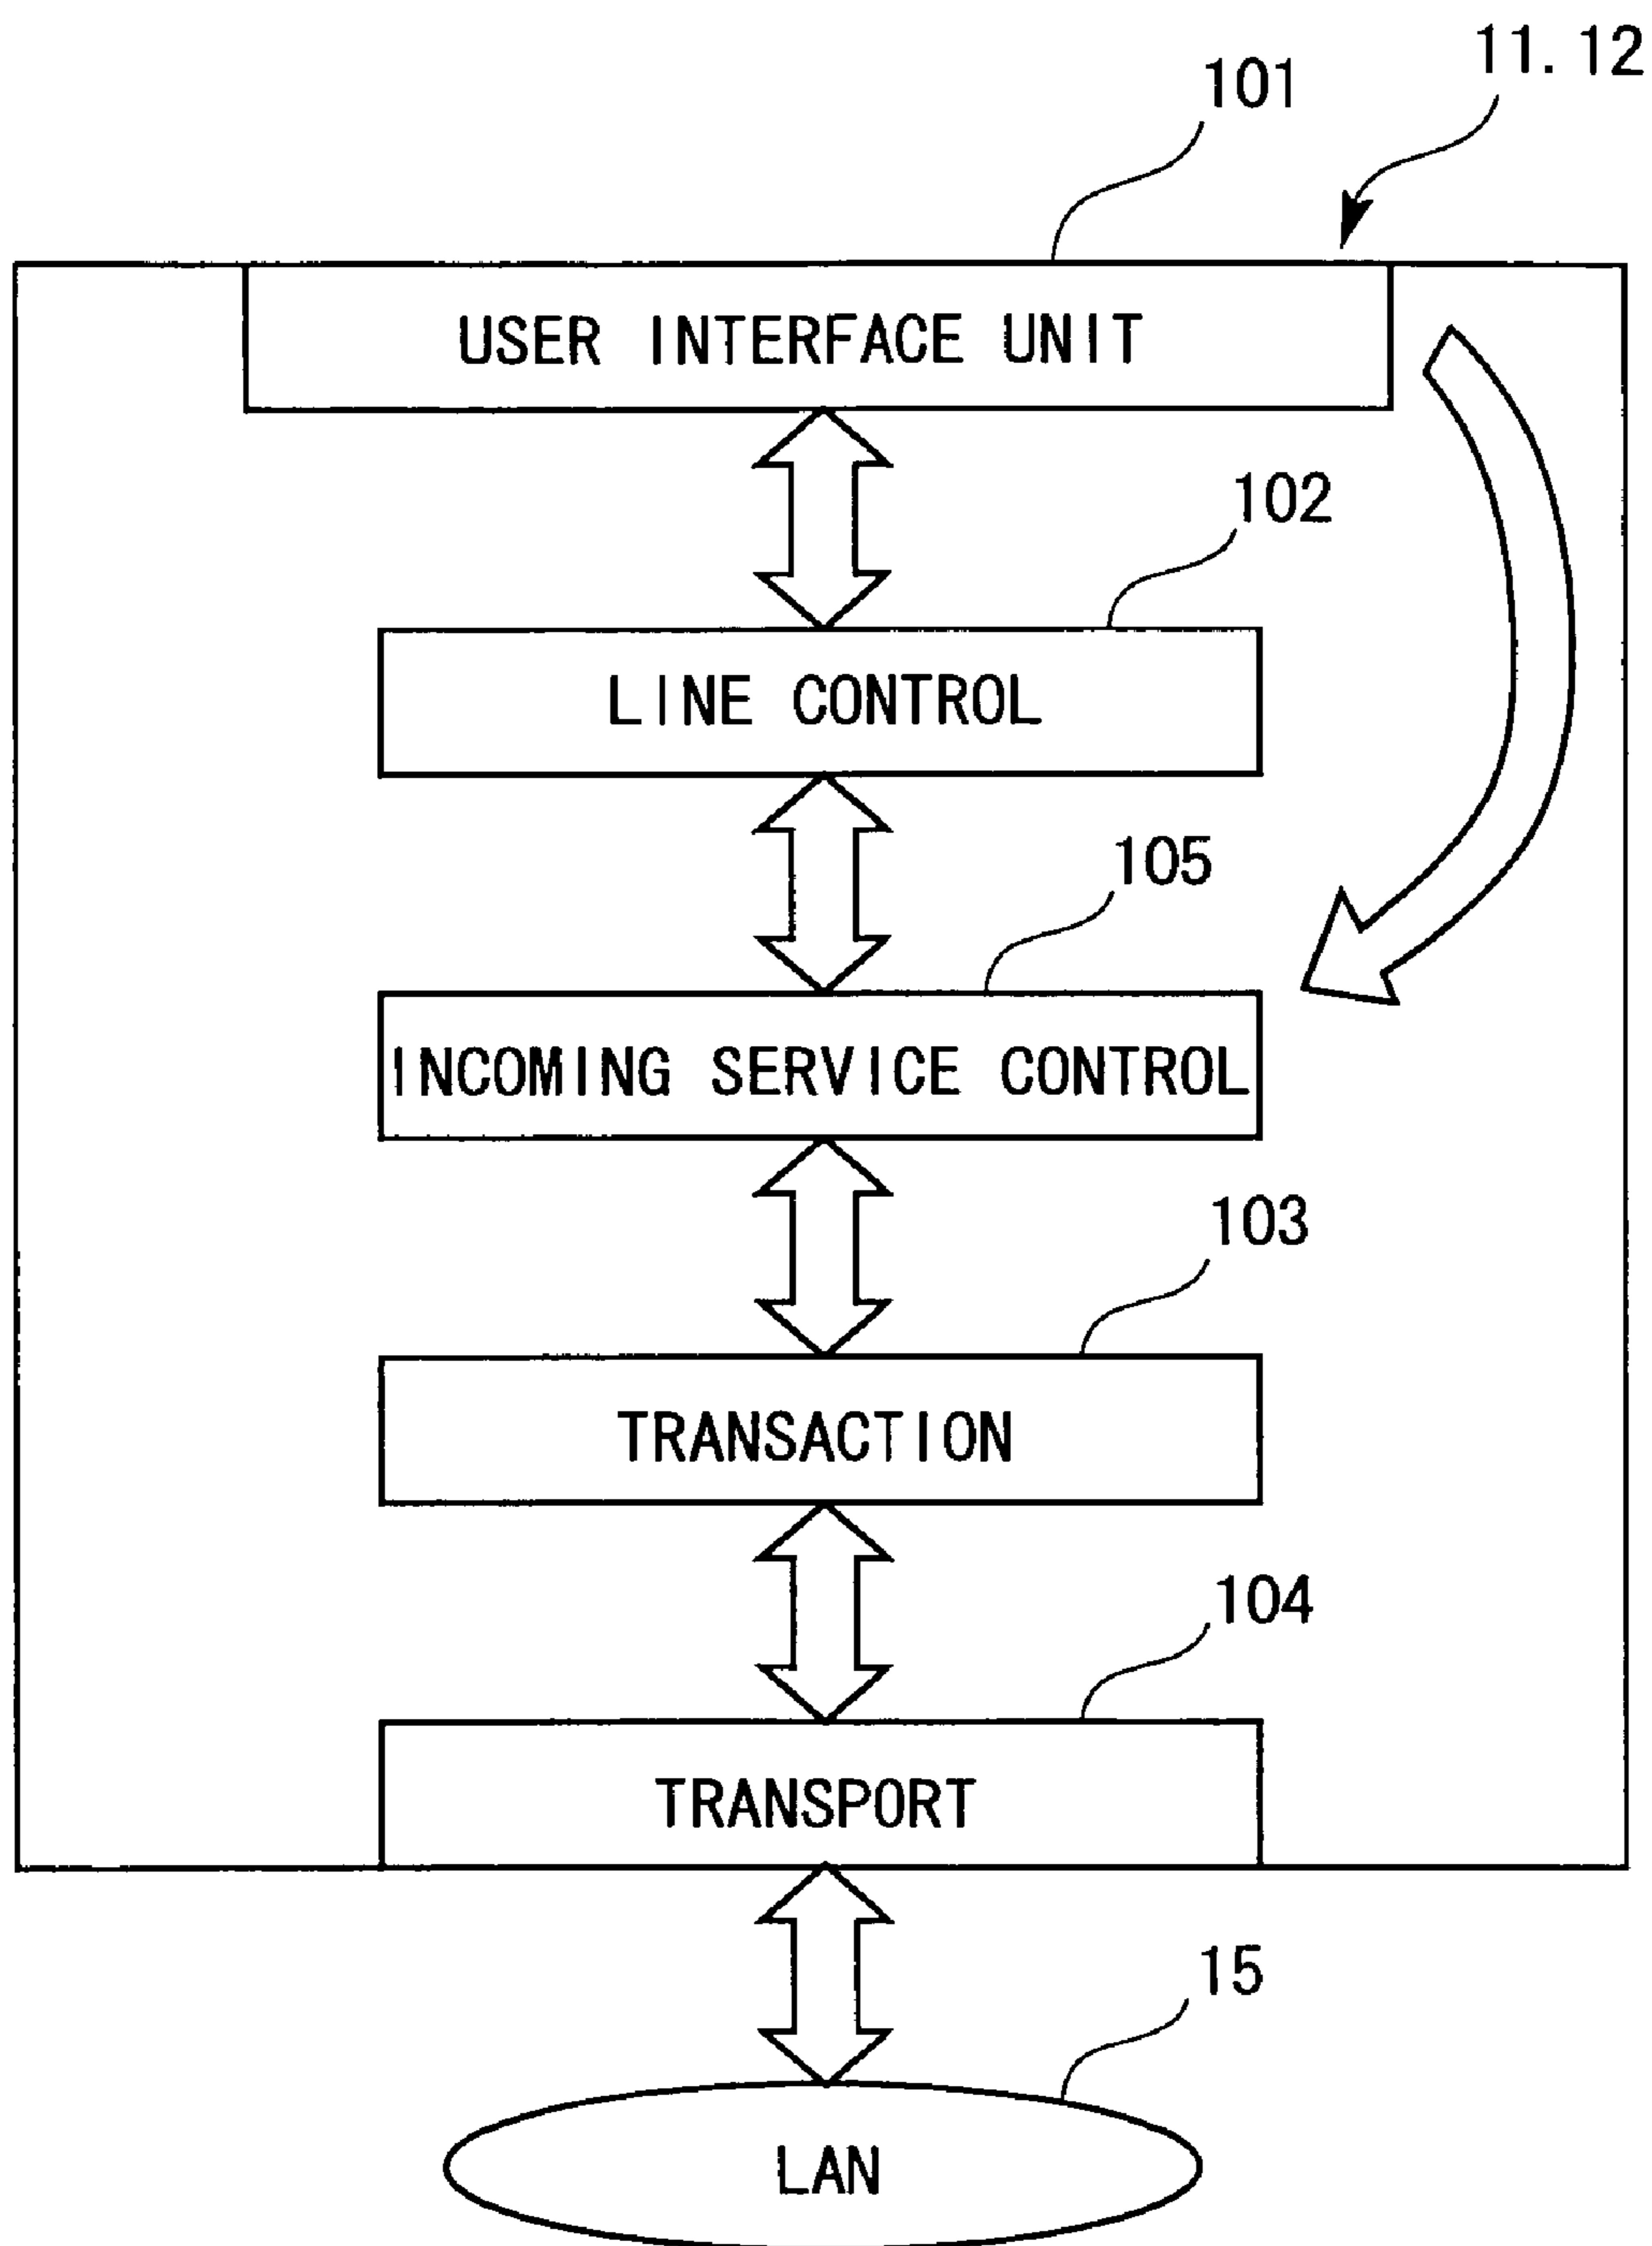 11. 12
101
USER INTERFACE UNIT
102
LINE CONTROL
105
INCOMING SERVICE CONTROL
103
TRANSACTION
104
TRANSPORT
15
LAN